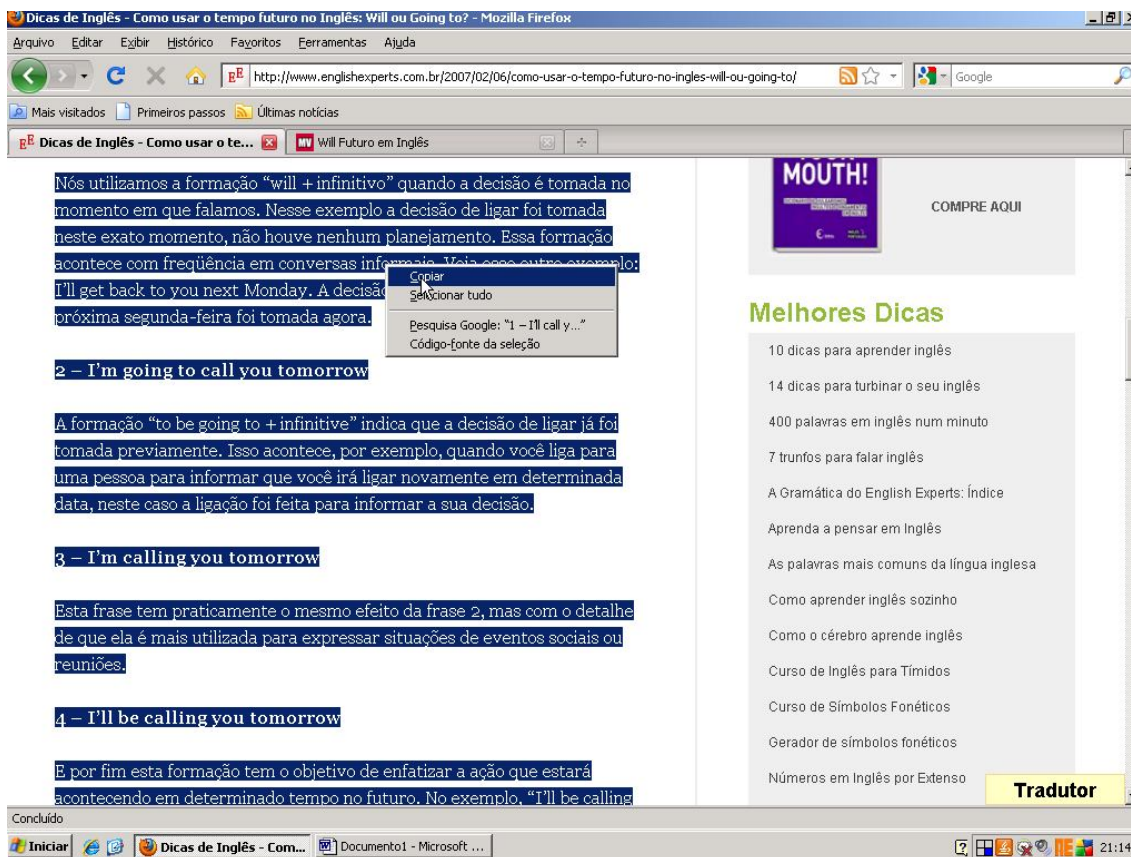 Dicas de Inglês - Como usar o tempo futuro no Inglês: Will ou Going to? - Mozilla Firefox
Arquivo Editar Exibir Histórico Favoritos Ferramentas Ajuda
http://www.englishexperts.com.br/2007/02/06/como-usar-o-tempo-futuro-no-ingles-will-ou-going-to/ Google
Mais visitados Primeiros passos Últimas notícias
Dicas de Inglês - Como usar o te... Will Futuro em Inglês
Nós utilizamos a formação “will + infinitivo” quando a decisão é tomada no
momento em que falamos. Nesse exemplo a decisão de ligar foi tomada
neste exato momento, não houve nenhum planejamento. Essa formação
acontece com freqüência em conversas informais. Veja esse outro exemplo:
I’ll get back to you next Monday. A decisão
próxima segunda-feira foi tomada agora.
Copiar
Selecionar tudo
Pesquisa Google: “1 – I’ll call y...”
Código-fonte da seleção
2 – I’m going to call you tomorrow
A formação “to be going to + infinitive” indica que a decisão de ligar já foi
tomada previamente. Isso acontece, por exemplo, quando você liga para
uma pessoa para informar que você irá ligar novamente em determinada
data, neste caso a ligação foi feita para informar a sua decisão.
3 – I’m calling you tomorrow
Esta frase tem praticamente o mesmo efeito da frase 2, mas com o detalhe
de que ela é mais utilizada para expressar situações de eventos sociais ou
reuniões.
4 – I’ll be calling you tomorrow
E por fim esta formação tem o objetivo de enfatizar a ação que estará
acontecendo em determinado tempo no futuro. No exemplo, “I’ll be calling
MOUTH!
COMPRE AQUI
Melhores Dicas
10 dicas para aprender inglês
14 dicas para turbinar o seu inglês
400 palavras em inglês num minuto
7 trunfos para falar inglês
A Gramática do English Experts: Índice
Aprenda a pensar em Inglês
As palavras mais comuns da língua inglesa
Como aprender inglês sozinho
Como o cérebro aprende inglês
Curso de Inglês para Tímidos
Curso de Símbolos Fonéticos
Gerador de símbolos fonéticos
Números em Inglês por Extenso
Tradutor
Concluído
Iniciar Dicas de Inglês - Com... Documento1 - Microsoft ... 21:14